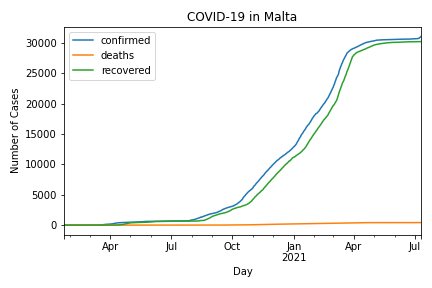 COVID-19 in Malta
confirmed
deaths
recovered
Number of Cases
30000
25000
20000
15000
10000
5000
0
Apr
Jul
Oct
Jan
2021
Apr
Jul
Day